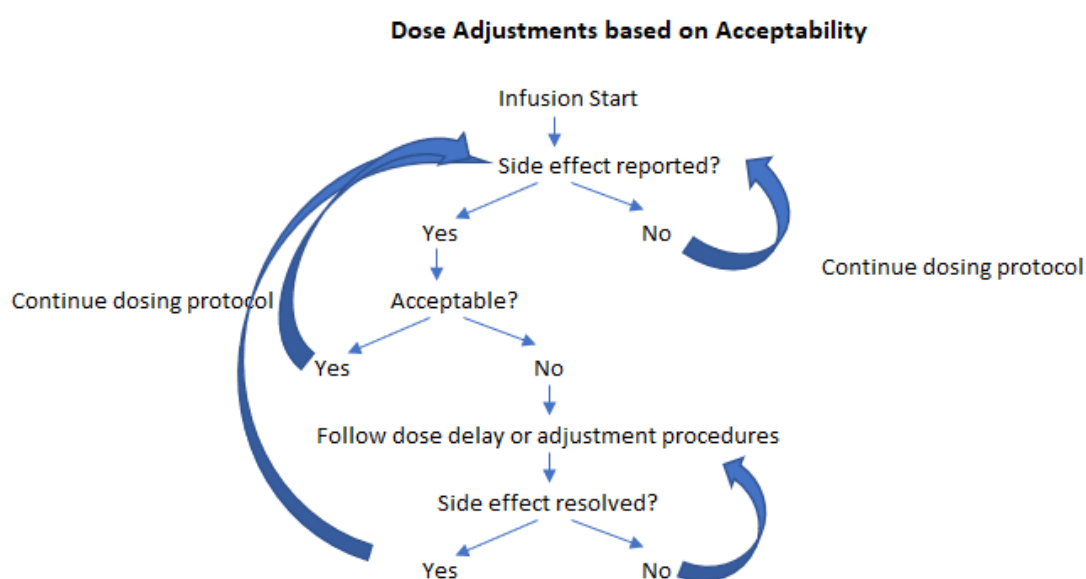 Dose Adjustments based on Acceptability
Infusion Start
Side effect reported?
Yes
No
Continue dosing protocol
Continue dosing protocol
Acceptable?
Yes
No
Follow dose delay or adjustment procedures
Side effect resolved?
Yes
No